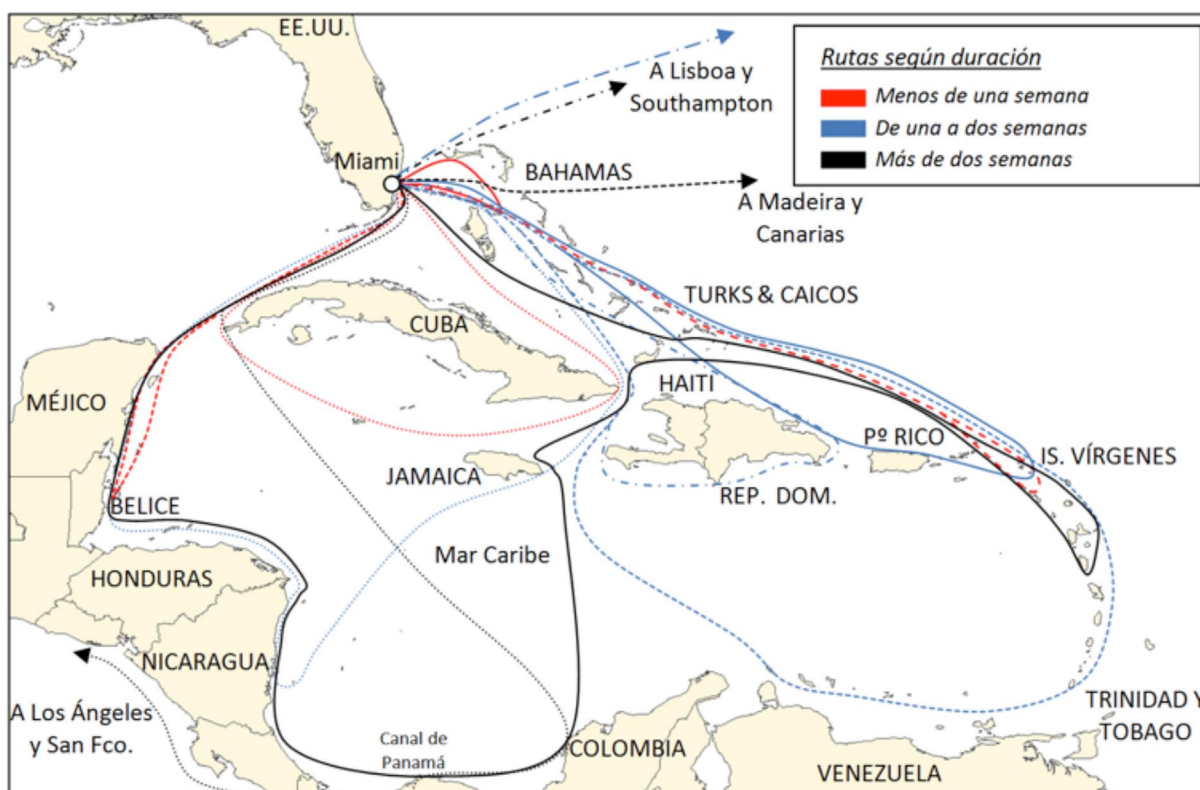 EE.UU.
A Lisboa y
Southampton
Rutas según duración
Menos de una semana
De una a dos semanas
Más de dos semanas
Miami
BAHAMAS
A Madeira y
Canarias
TURKS & CAICOS
CUBA
MÉJICO
HAITI
Pº RICO
IS. VÍRGENES
JAMAICA
REP. DOM.
BELICE
Mar Caribe
HONDURAS
NICARAGUA
A Los Ángeles
y San Fco.
Canal de
Panamá
COLOMBIA
VENEZUELA
TRINIDAD Y
TOBAGO